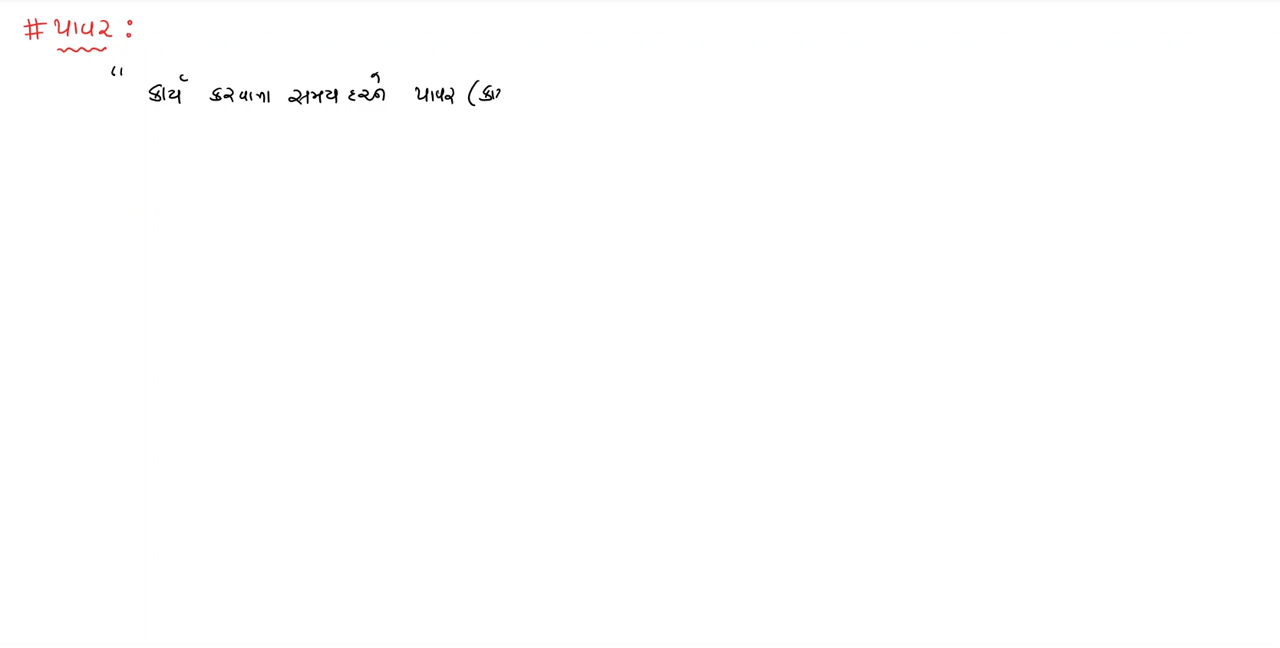 # પાવર :
“ કાર્ય કરવાના સમય દરને પાવર (કા